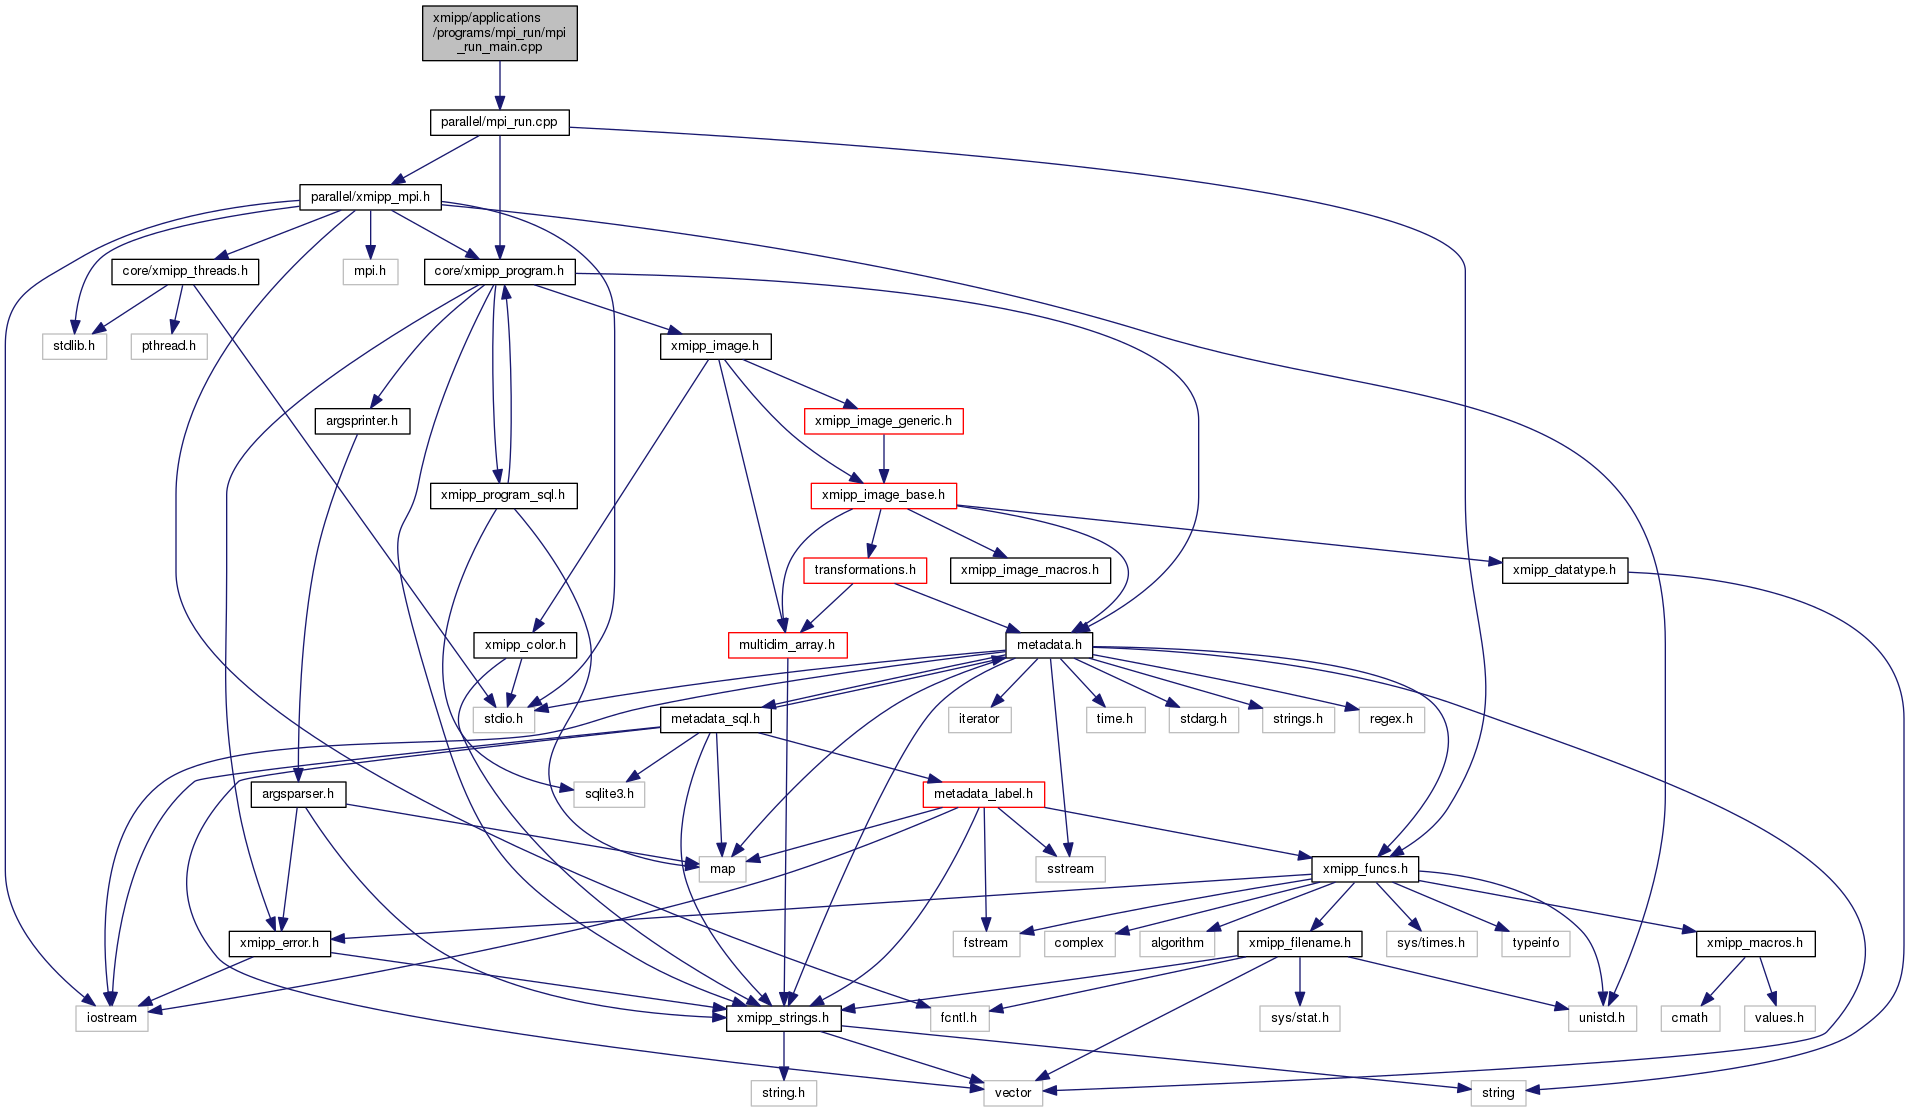 xmipp/applications
/programs/mpi_run/mpi
_run_main.cpp
parallel/mpi_run.cpp
parallel/xmipp_mpi.h
core/xmipp_threads.h
mpi.h
core/xmipp_program.h
stdlib.h
pthread.h
xmipp_image.h
argsprinter.h
xmipp_image_generic.h
xmipp_program_sql.h
xmipp_image_base.h
transformations.h
xmipp_image_macros.h
xmipp_datatype.h
xmipp_color.h
multidim_array.h
metadata.h
stdio.h
metadata_sql.h
iterator
time.h
stdarg.h
strings.h
regex.h
argsparser.h
sqlite3.h
metadata_label.h
map
sstream
xmipp_funcs.h
xmipp_error.h
fstream
complex
algorithm
xmipp_filename.h
sys/times.h
typeinfo
xmipp_macros.h
iostream
xmipp_strings.h
fcntl.h
sys/stat.h
unistd.h
cmath
values.h
string.h
vector
string